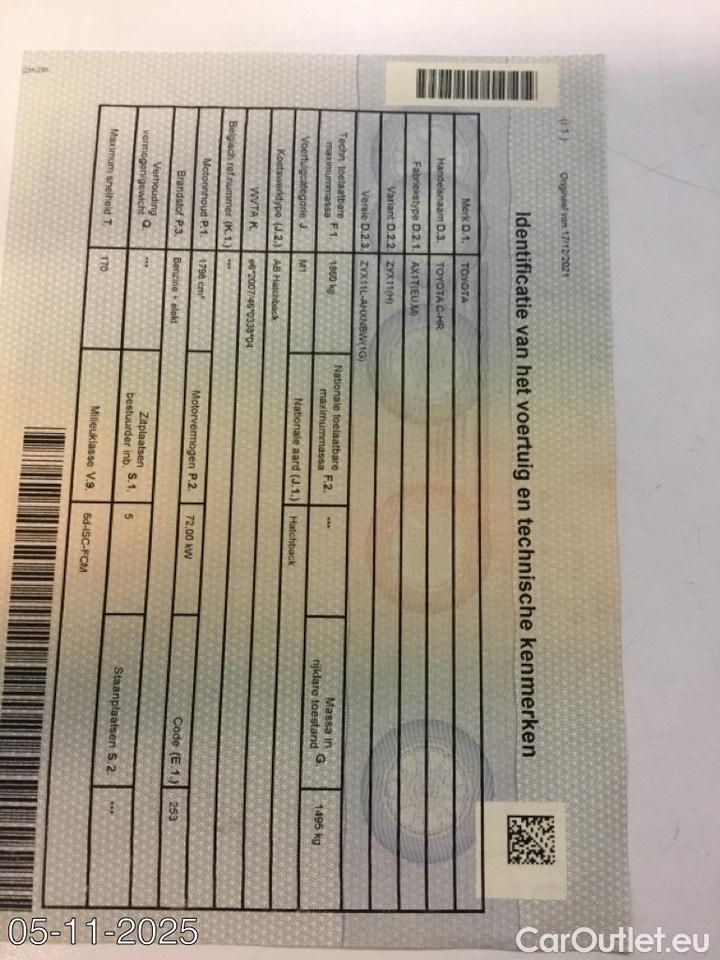 235-235
(I 1)
Origineel van 17/12/2021
Identificatie van het voertuig en technische kenmerken
Merk D.1. TOYOTA
Handelsnaam D.3. TOYOTA C-HR
Fabriekstype D.2.1. AX1T(EU,M)
Variant D.2.2. ZYX11(H)
Versie D.2.3. ZYX11L-AHXNBW(1G)
Techn. toelaatbare maximummassa F.1. 1860 kg Nationale toelaatbare maximummassa F.2. --- Massa in rijklare toestand G. 1495 kg
Voertuigcategorie J. M1 Nationale aard (J.1.) Hatchback
Koetswerktype (J.2.) AB Hatchback
WVTA K. e6*2007/46*0338*04
Belgisch ref.nummer (K.1.) ---
Motorinhoud P.1. 1798 cm³ Motorvermogen P.2. 72,00 kW
Brandstof P.3. Benzine + elekt Code (E.1.) 253
Verhouding vermogen/gewicht Q. --- Zitplaatsen bestuurder inb. S.1. 5 Staanplaatsen S.2. ---
Maximum snelheid T. 170 Milieuklasse V.9. 6d-ISC-FCM
05-11-2025
CarOutlet.eu